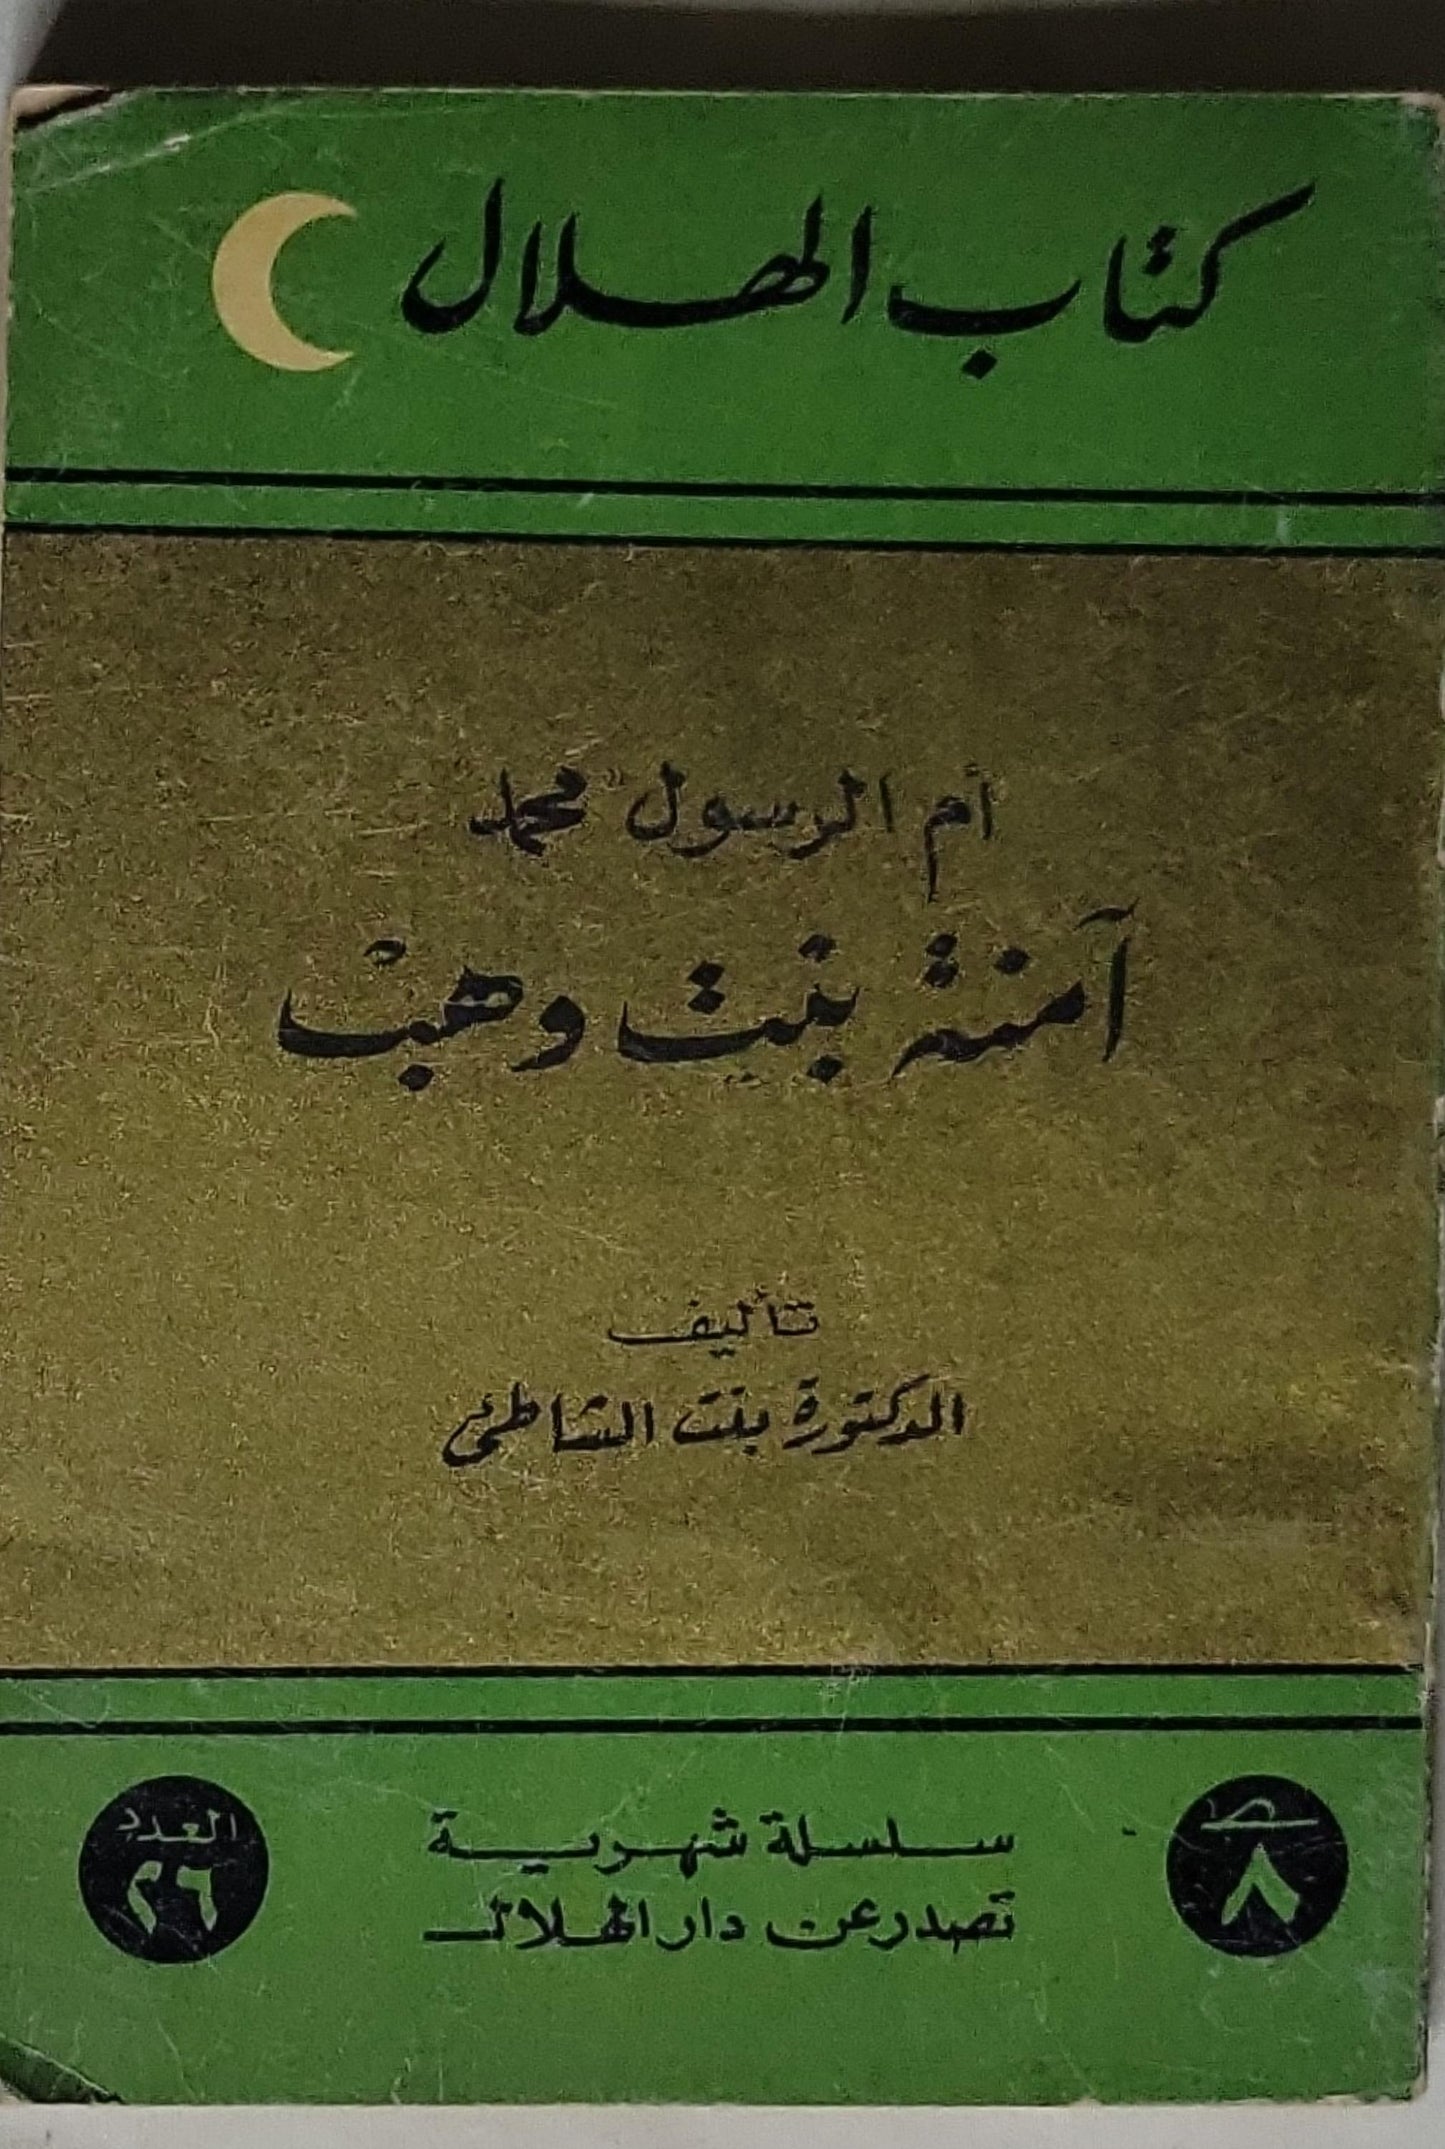 كتاب الهلال
أم الرسول محمد
آمنة بنت وهب
تأليف
الدكتورة بنت الشاطئ
٨
سلسلة شهرية
تصدر عن دار الهلال
العدد
٢٦